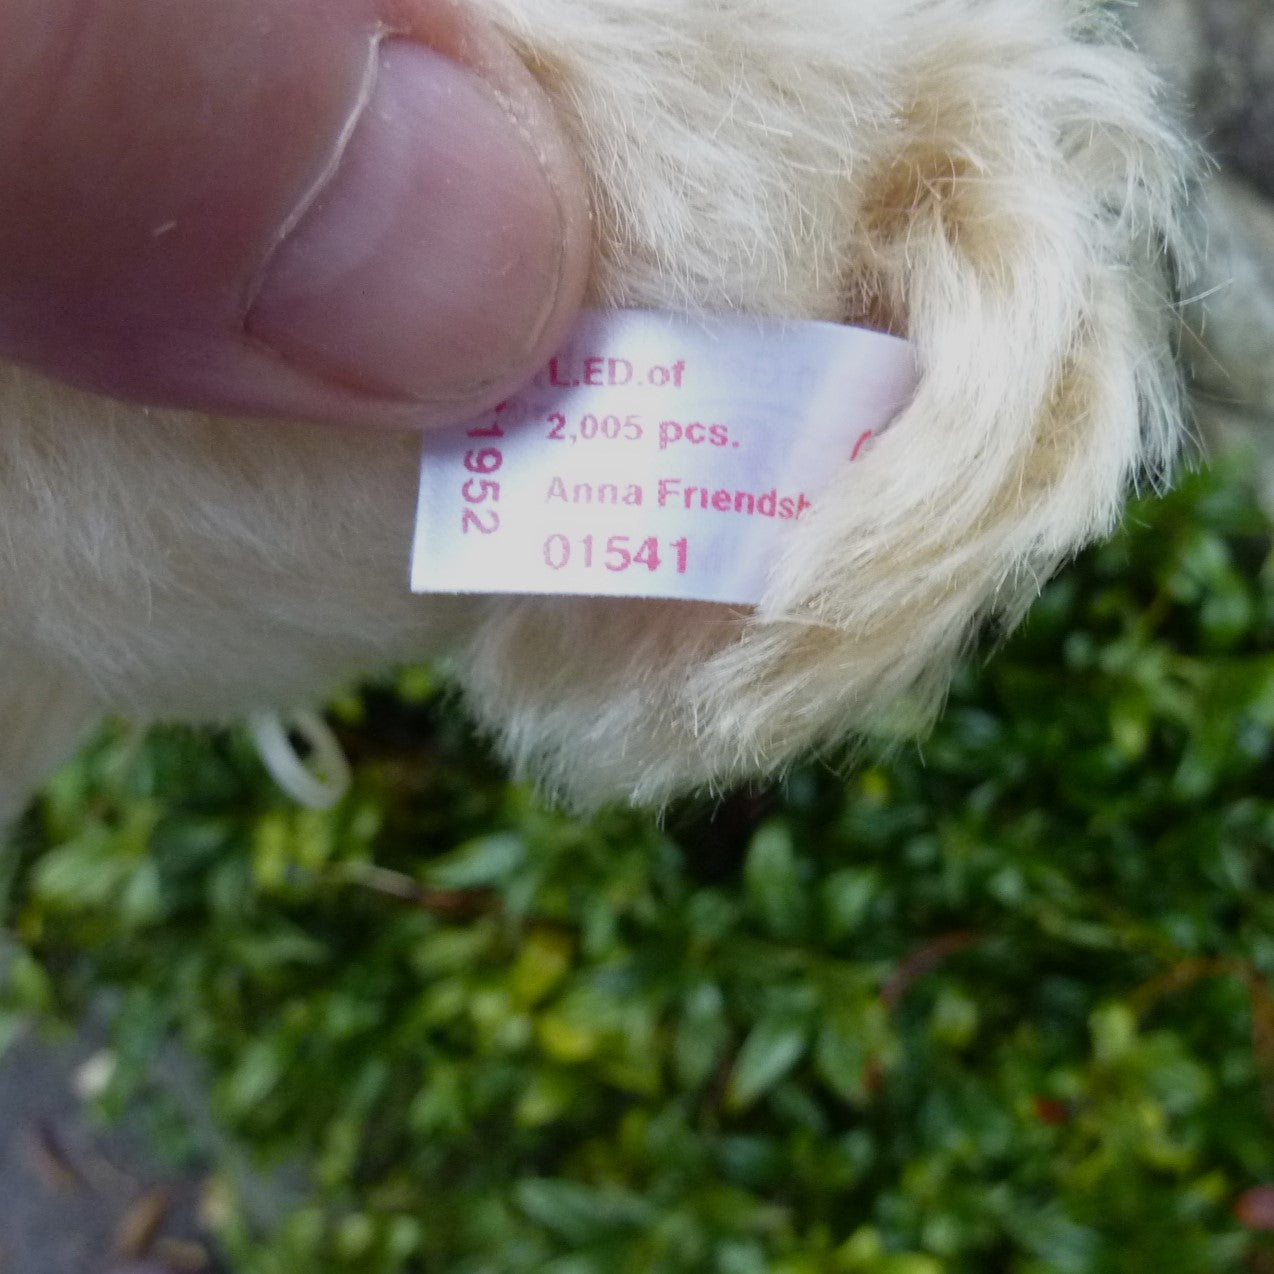 L.ED.of
2,005 pcs.
Anna Friendsh
01541
1952